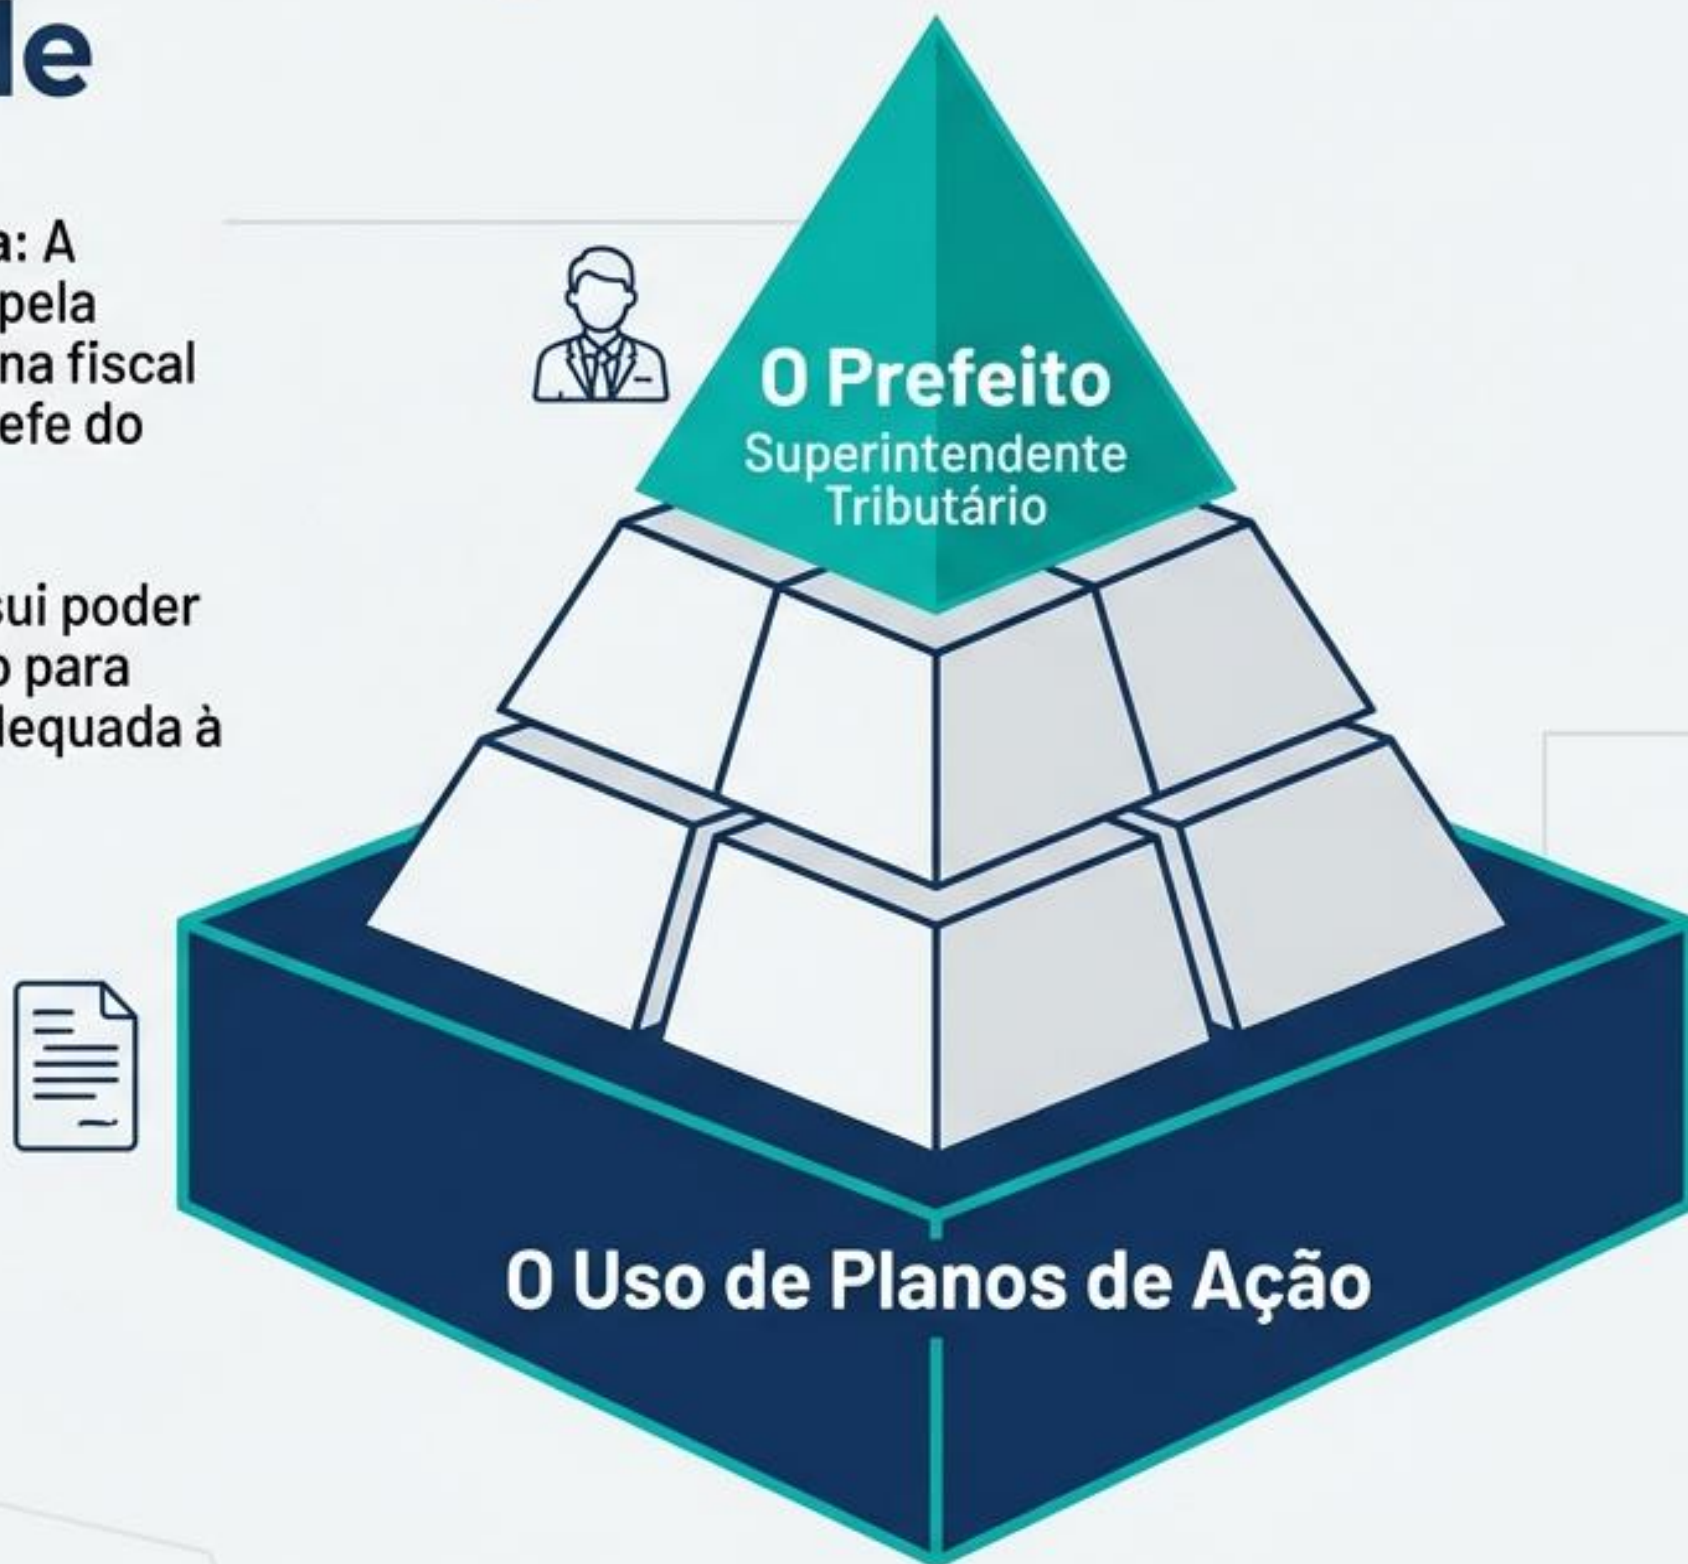 le
a: A
pela
na fiscal
efe do
sui poder
o para
dequada à
O Prefeito
Superintendente
Tributário
O Uso de Planos de Ação